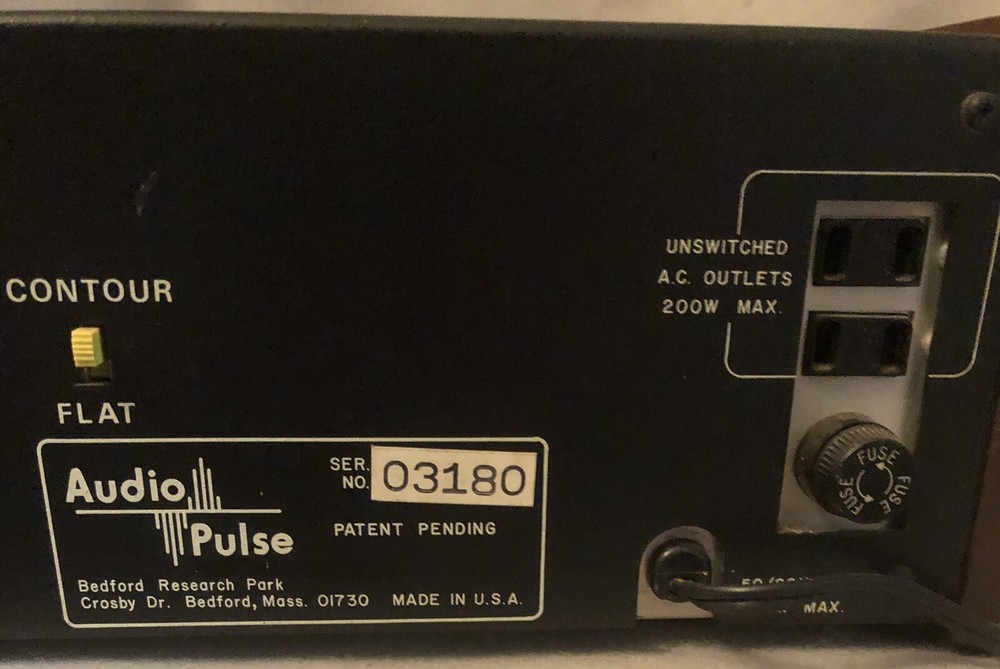 CONTOUR
FLAT
UNSWITCHED
A.C. OUTLETS
200W MAX.
FUSE FUSE FUSE
Audio
Pulse
SER.
NO. 03180
PATENT PENDING
Bedford Research Park
Crosby Dr. Bedford, Mass. 01730 MADE IN U.S.A.
MAX.